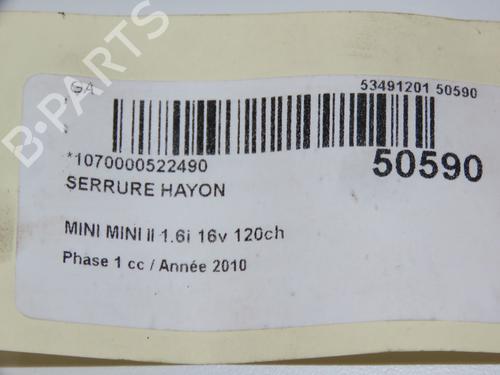 B-PARTS
GA
53491201 50590
*1070000522490
50590
SERRURE HAYON
MINI MINI II 1.6i 16v 120ch
Phase 1 cc / Année 2010